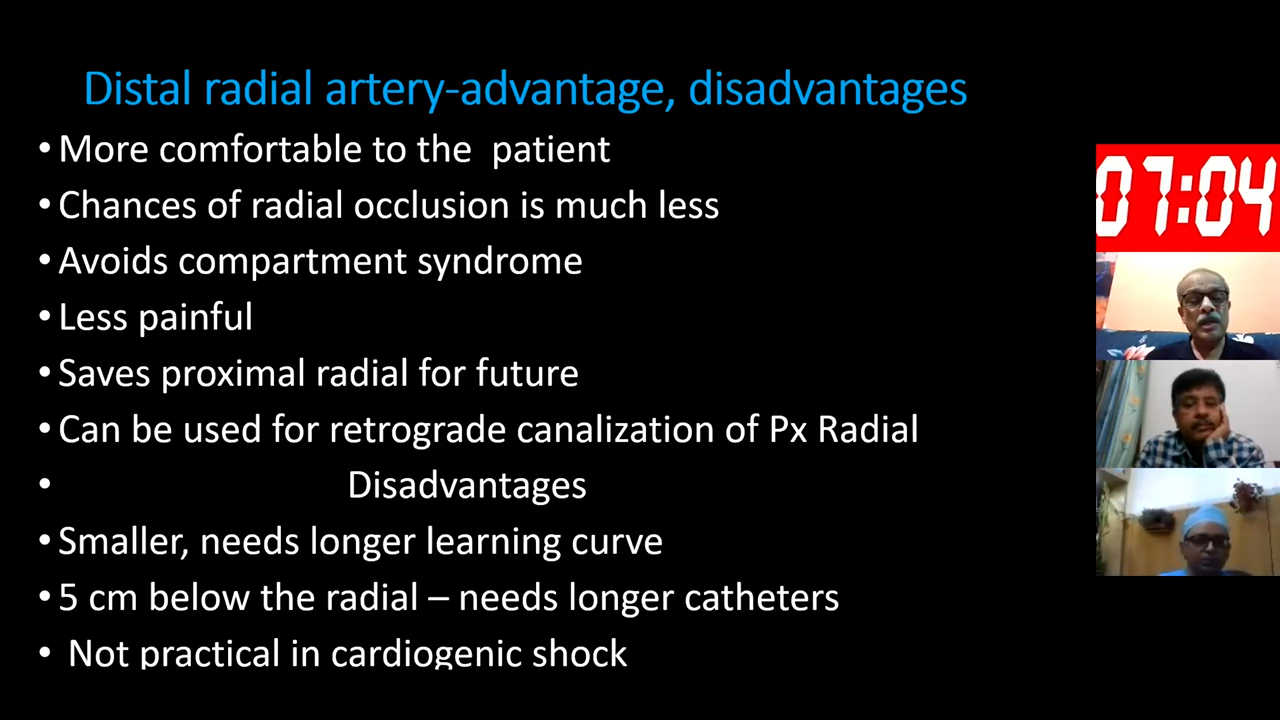 Distal radial artery-advantage, disadvantages
• More comfortable to the  patient
• Chances of radial occlusion is much less
• Avoids compartment syndrome
• Less painful
• Saves proximal radial for future
• Can be used for retrograde canalization of Px Radial
• Disadvantages
• Smaller, needs longer learning curve
• 5 cm below the radial – needs longer catheters
• Not practical in cardiogenic shock
07:04